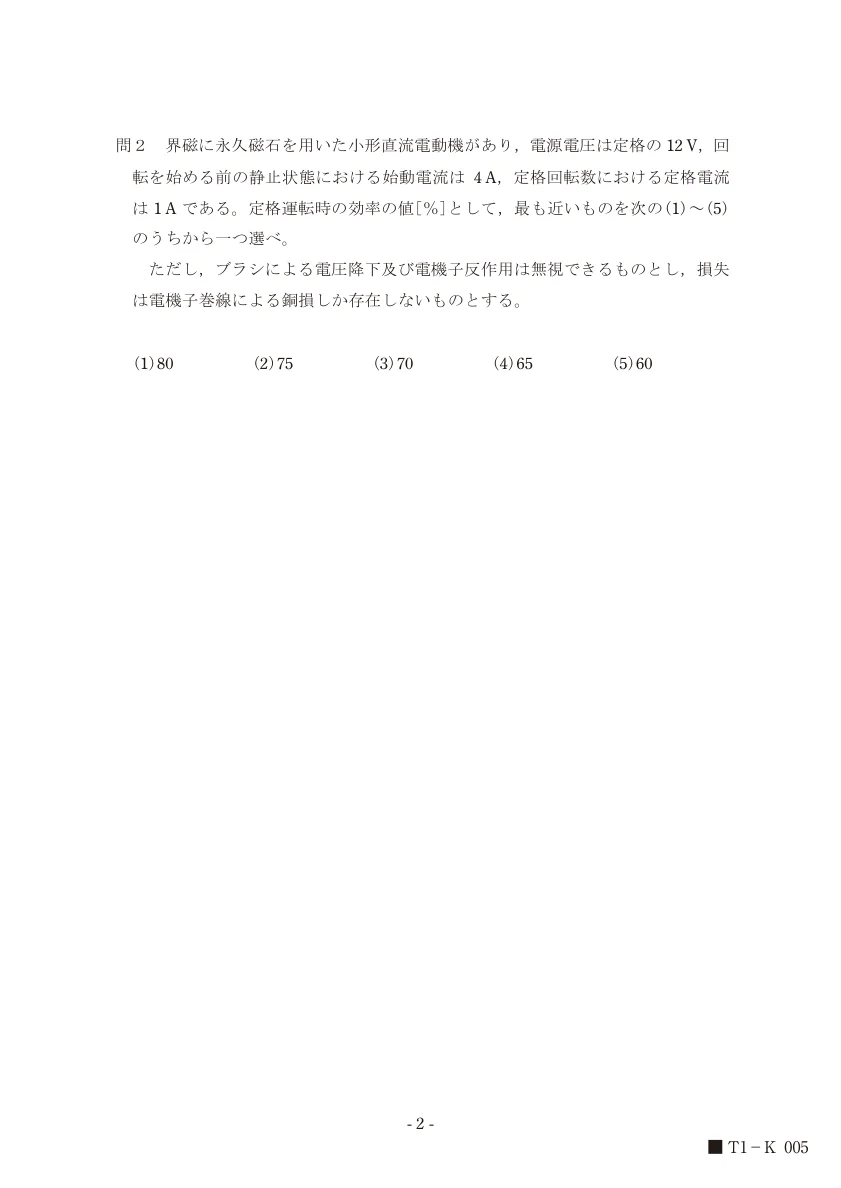 問２　界磁に永久磁石を用いた小形直流電動機があり，電源電圧は定格の 12 V，回
転を始める前の静止状態における始動電流は 4 A，定格回転数における定格電流
は 1 A である。定格運転時の効率の値[％]として，最も近いものを次の(1)～(5)
のうちから一つ選べ。
ただし，ブラシによる電圧降下及び電機子反作用は無視できるものとし，損失
は電機子巻線による銅損しか存在しないものとする。
(1) 80　(2) 75　(3) 70　(4) 65　(5) 60
- 2 -
■ T1－K 005